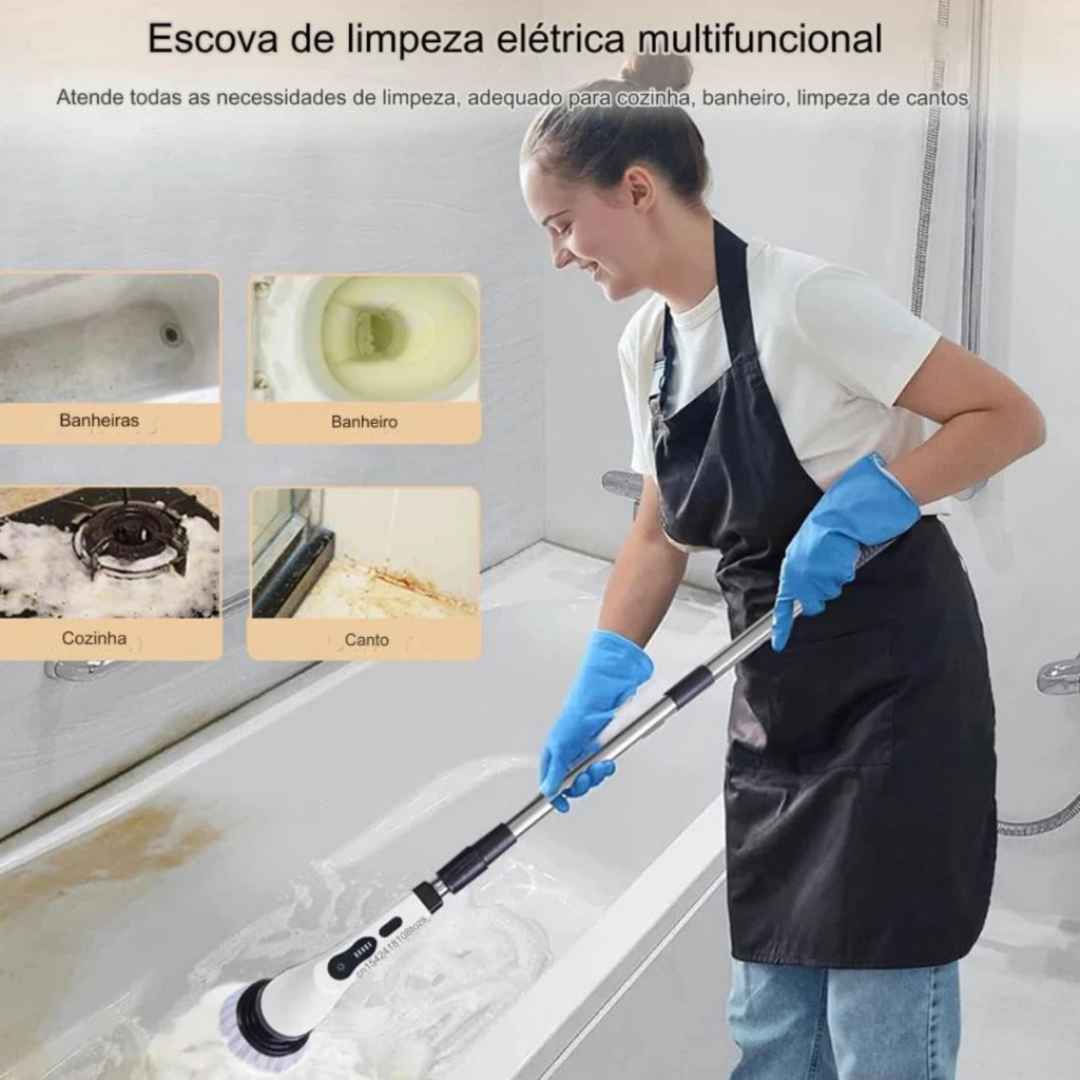 Escova de limpeza elétrica multifuncional
Atende todas as necessidades de limpeza, adequado para cozinha, banheiro, limpeza de cantos
Banheiras
Banheiro
Cozinha
Canto